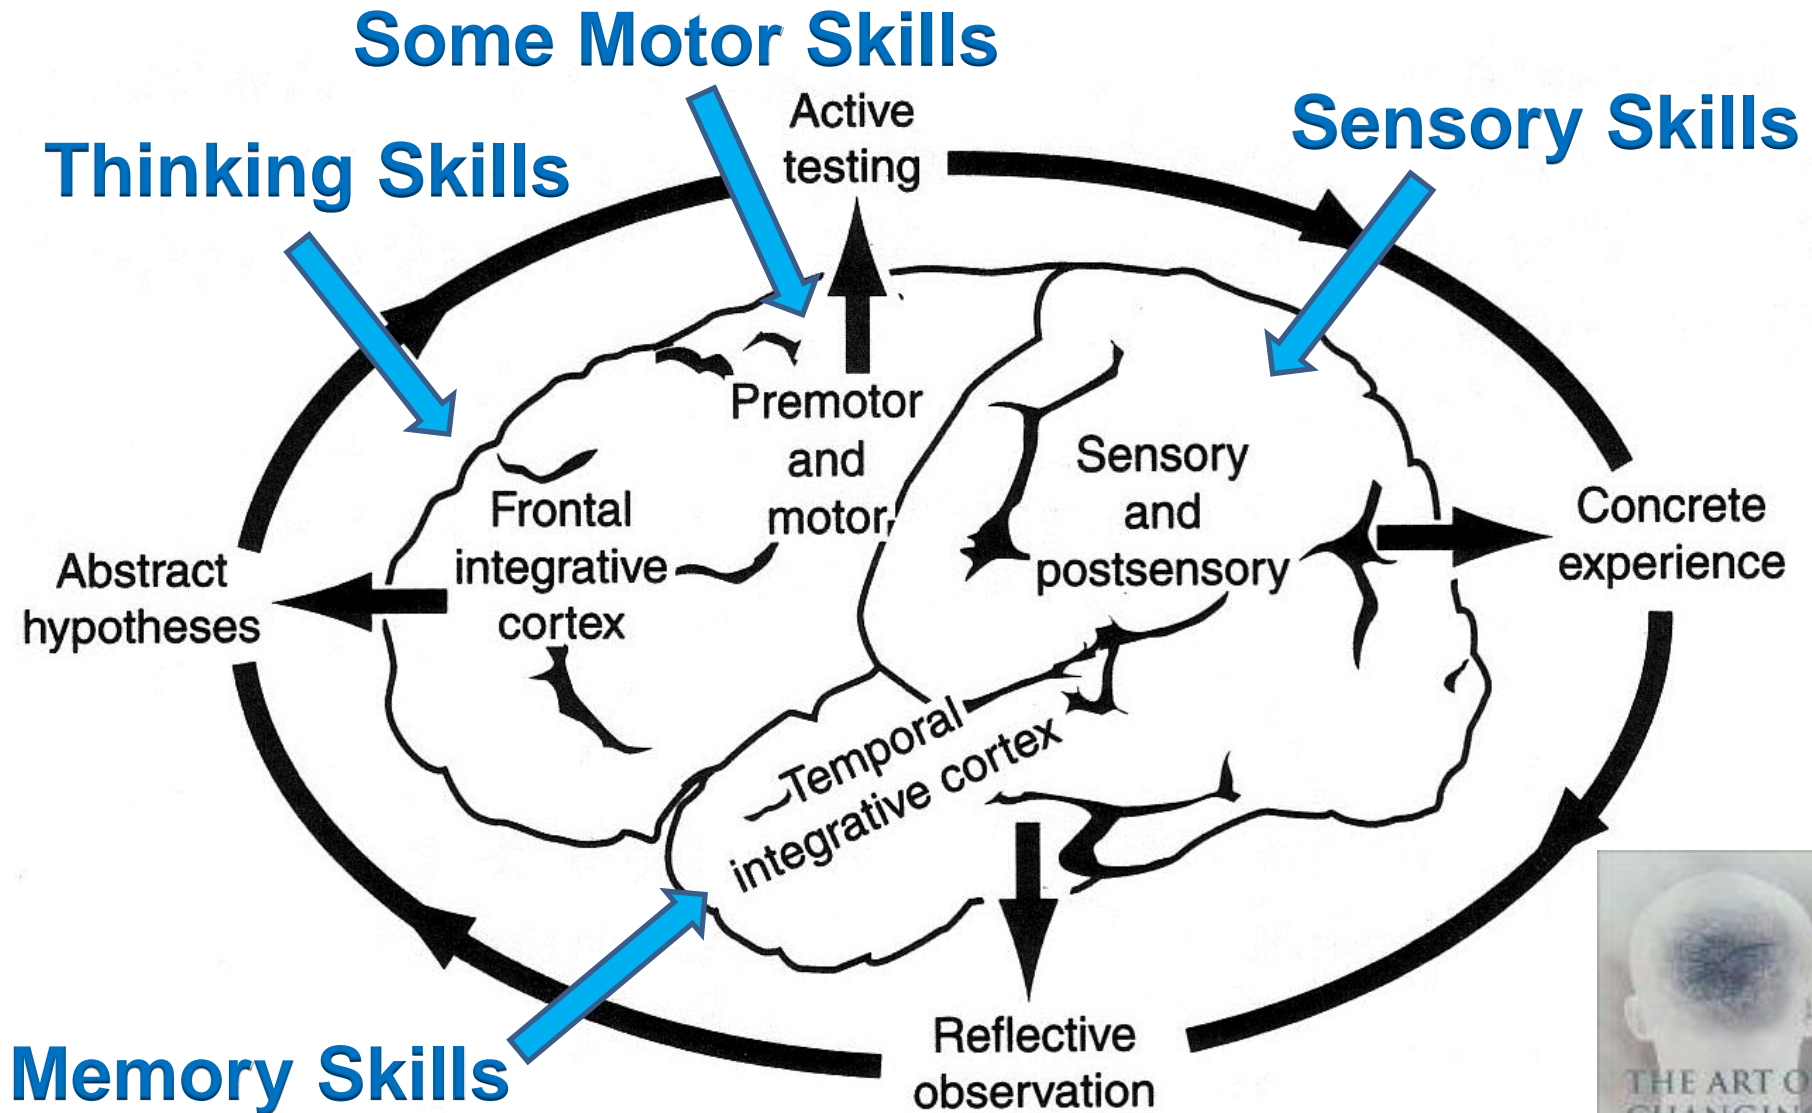 Some Motor Skills
Thinking Skills
Sensory Skills
Active
testing
Premotor
and
motor
Frontal
integrative
cortex
Sensory
and
postsensory
Concrete
experience
Abstract
hypotheses
Temporal
integrative cortex
Reflective
observation
Memory Skills
THE ART